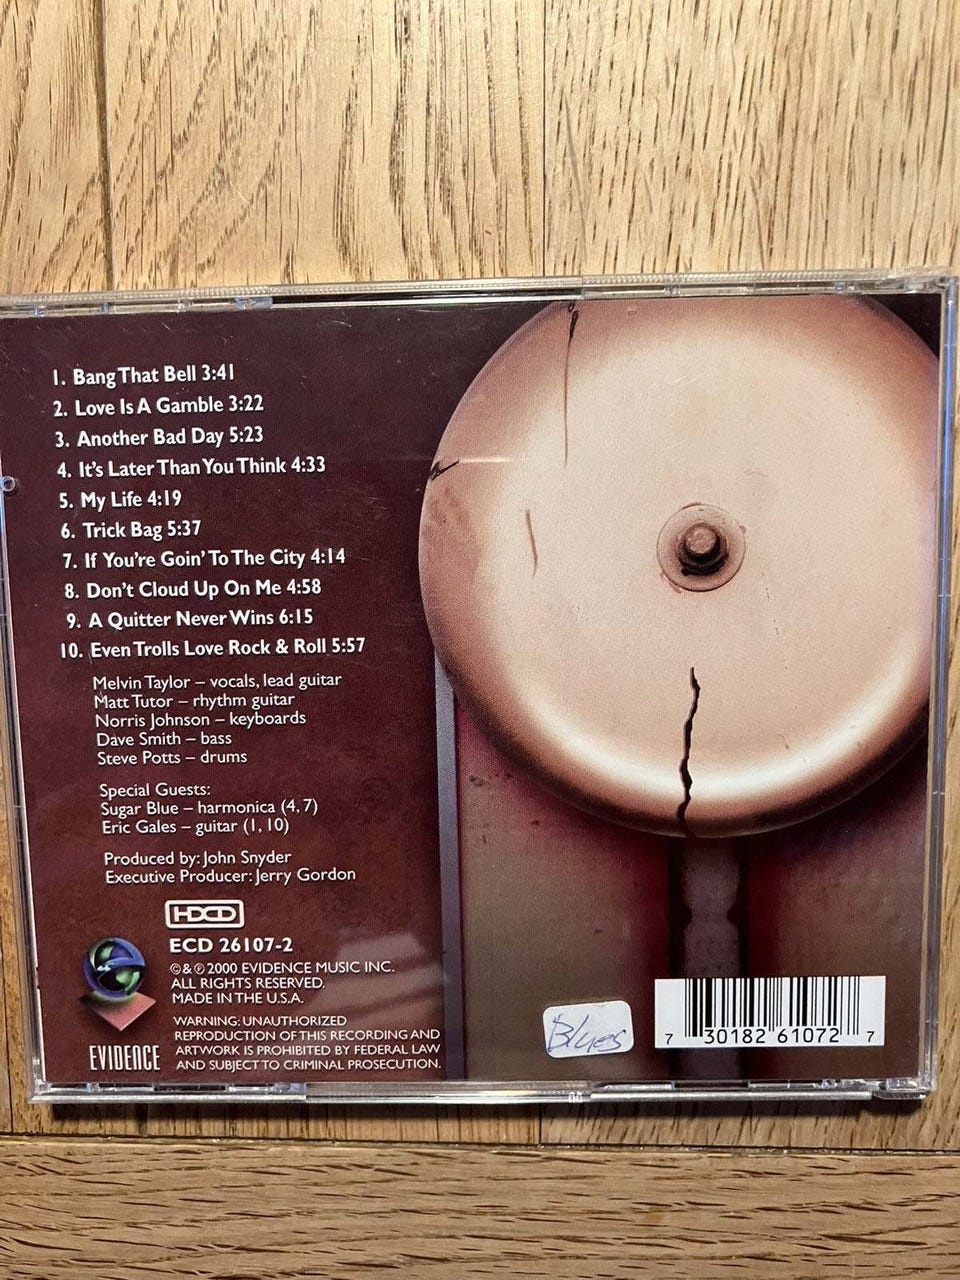 1. Bang That Bell 3:41
2. Love Is A Gamble 3:22
3. Another Bad Day 5:23
4. It's Later Than You Think 4:33
5. My Life 4:19
6. Trick Bag 5:37
7. If You're Goin' To The City 4:14
8. Don't Cloud Up On Me 4:58
9. A Quitter Never Wins 6:15
10. Even Trolls Love Rock & Roll 5:57
Melvin Taylor – vocals, lead guitar
Matt Tutor – rhythm guitar
Norris Johnson – keyboards
Dave Smith – bass
Steve Potts – drums
Special Guests:
Sugar Blue – harmonica (4, 7)
Eric Gales – guitar (1, 10)
Produced by: John Snyder
Executive Producer: Jerry Gordon
HDCD
ECD 26107-2
©&℗2000 EVIDENCE MUSIC INC.
ALL RIGHTS RESERVED.
MADE IN THE U.S.A.
WARNING: UNAUTHORIZED
REPRODUCTION OF THIS RECORDING AND
ARTWORK IS PROHIBITED BY FEDERAL LAW
AND SUBJECT TO CRIMINAL PROSECUTION.
EVIDENCE
Blues
7 30182 61072 7